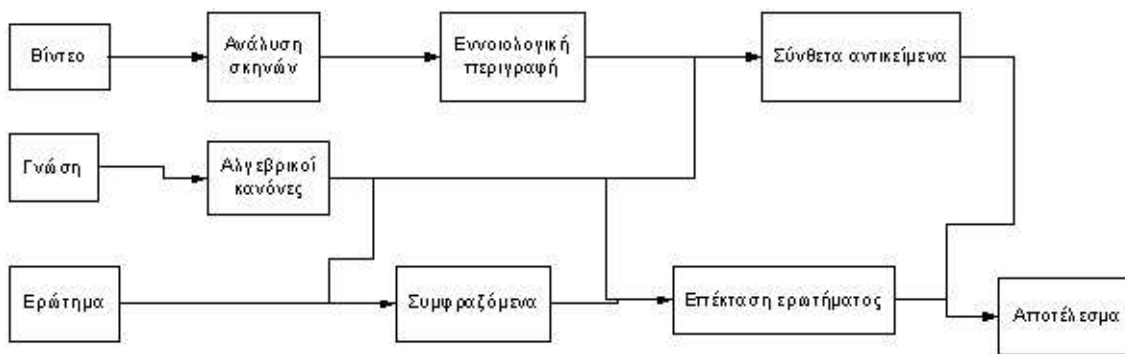 Βίντεο
Ανάλυση
σκηνών
Εννοιολογική
περιγραφή
Σύνθετα αντικείμενα
Γνώση
Αλγεβρικοί
κανόνες
Ερώτημα
Συμφραζόμενα
Επέκταση ερωτήματος
Αποτέλεσμα